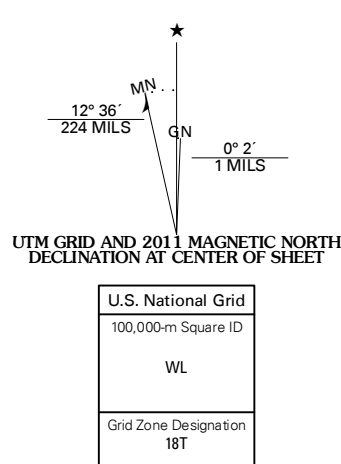 ★
MN
12° 36´
224 MILS
GN
0° 2´
1 MILS
UTM GRID AND 2011 MAGNETIC NORTH
DECLINATION AT CENTER OF SHEET
U.S. National Grid
100,000-m Square ID
WL
Grid Zone Designation
18T